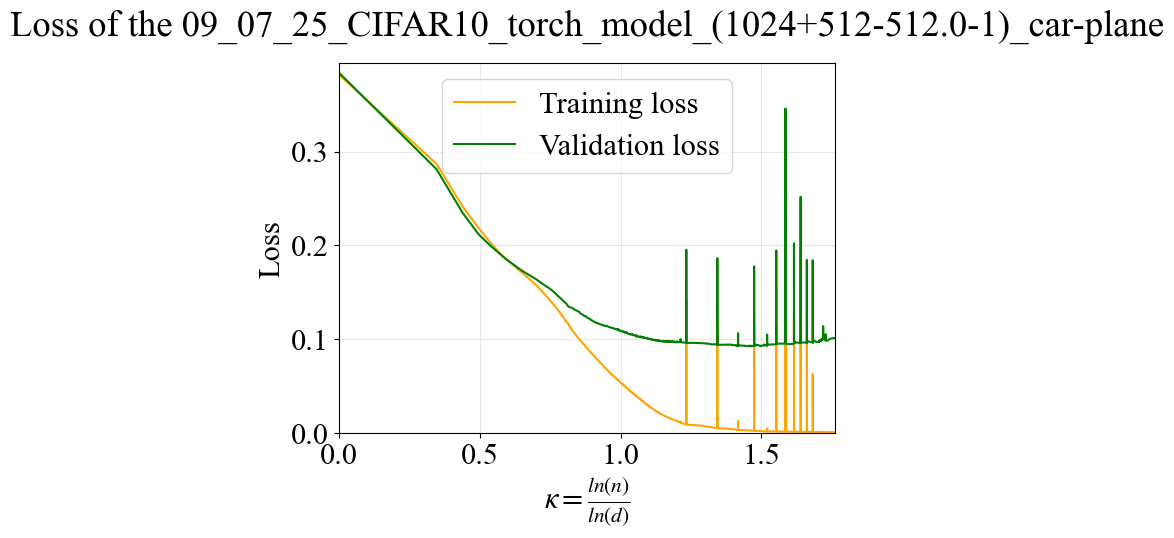 Loss of the 09_07_25_CIFAR10_torch_model_(1024+512-512.0-1)_car-plane
Training loss
Validation loss
Loss
0.3
0.2
0.1
0.0
0.0 0.5 1.0 1.5
κ = ln(n)
ln(d)